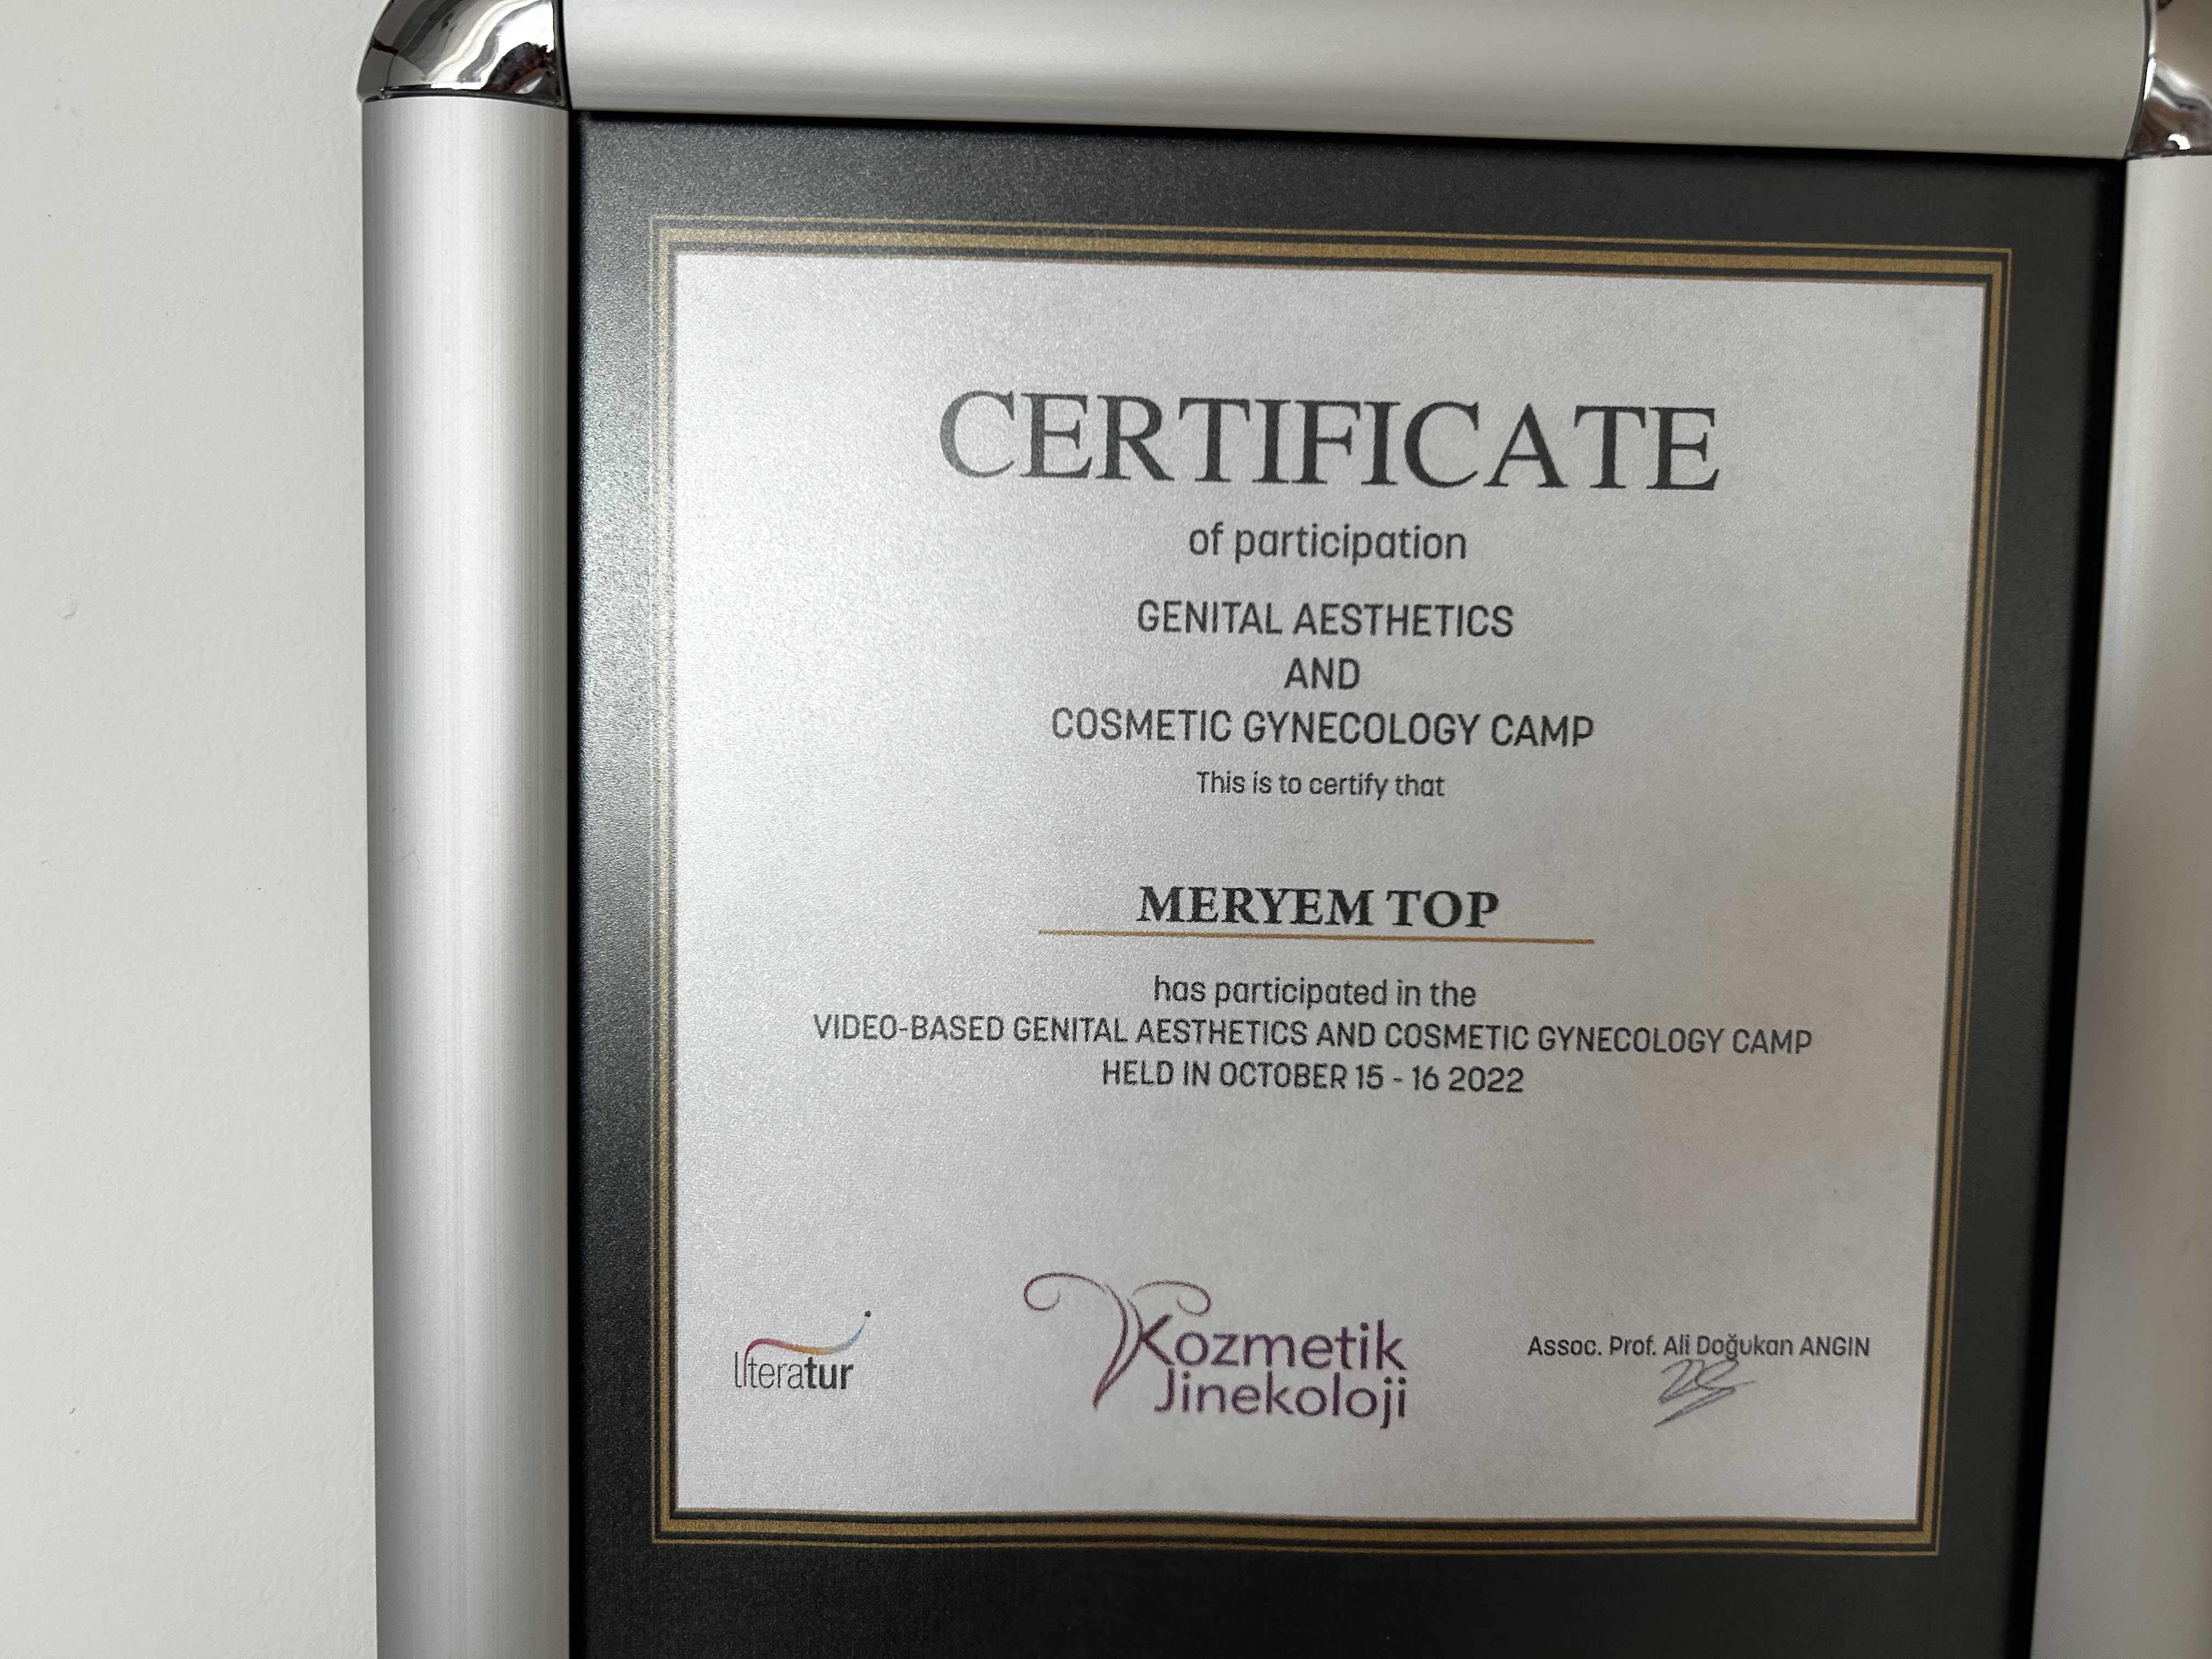 CERTIFICATE
of participation
GENITAL AESTHETICS
AND
COSMETIC GYNECOLOGY CAMP
This is to certify that
MERYEM TOP
has participated in the
VIDEO-BASED GENITAL AESTHETICS AND COSMETIC GYNECOLOGY CAMP
HELD IN OCTOBER 15 - 16 2022
literatur
Kozmetik
Jinekoloji
Assoc. Prof. Ali Doğukan ANGIN